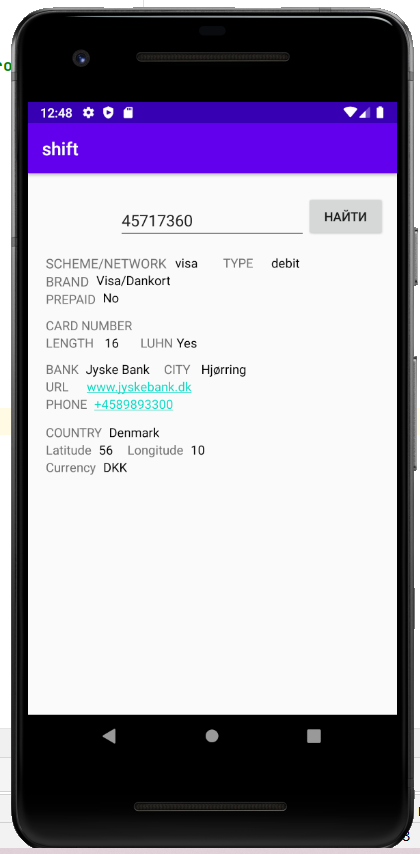 ro
12:48
shift
45717360 НАЙТИ
SCHEME/NETWORK visa TYPE debit
BRAND Visa/Dankort
PREPAID No
CARD NUMBER
LENGTH 16 LUHN Yes
BANK Jyske Bank CITY Hjørring
URL www.jyskebank.dk
PHONE +4589893300
COUNTRY Denmark
Latitude 56 Longitude 10
Currency DKK